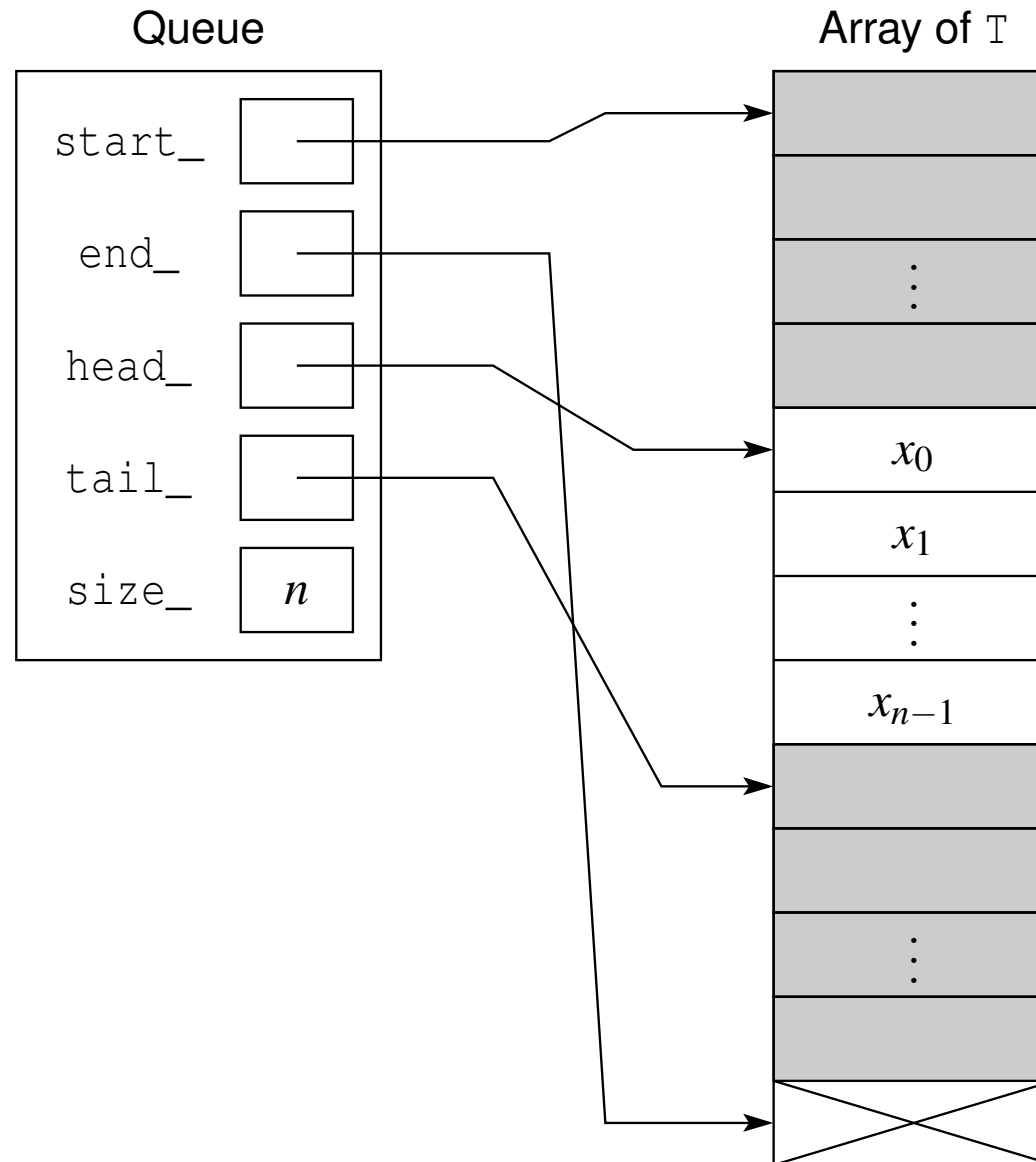 Queue
start_
end_
head_
tail_
size_ n
Array of T
⋮
x₀
x₁
⋮
xₙ₋₁
⋮